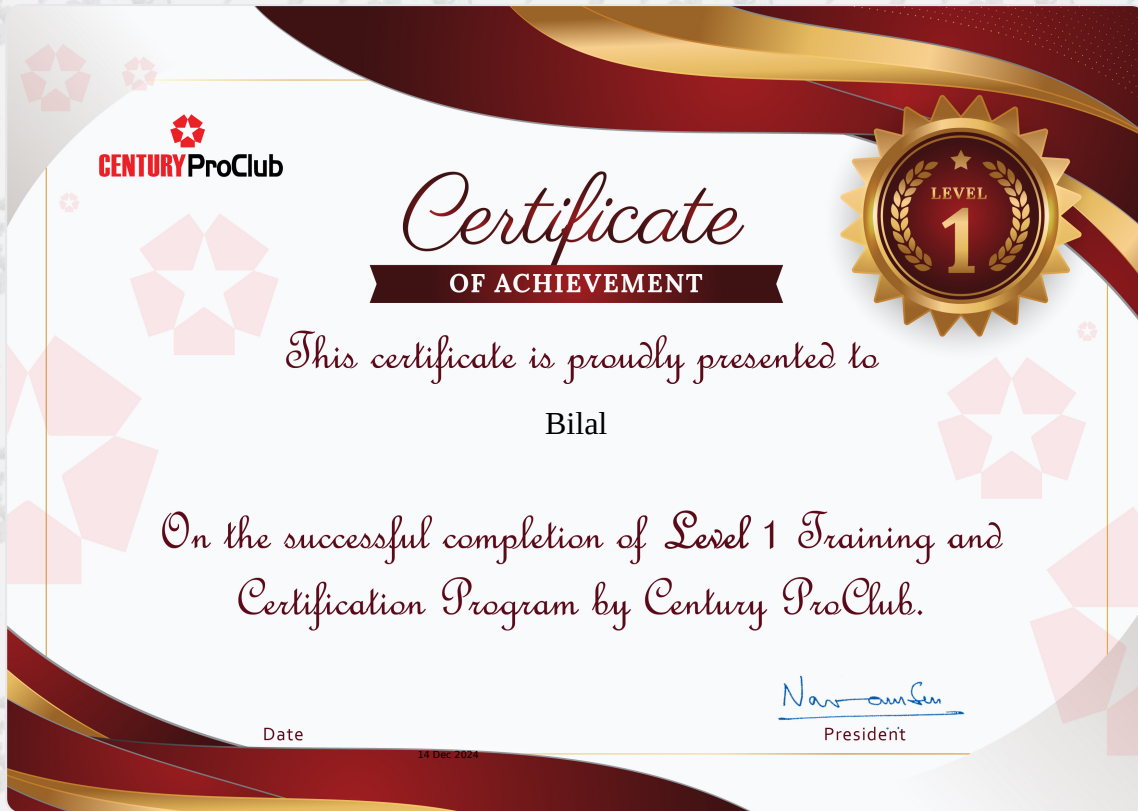 CENTURY ProClub
LEVEL
1
Certificate
OF ACHIEVEMENT
This certificate is proudly presented to
Bilal
On the successful completion of Level 1 Training and
Certification Program by Century ProClub.
Date
President
14 Dec 2024